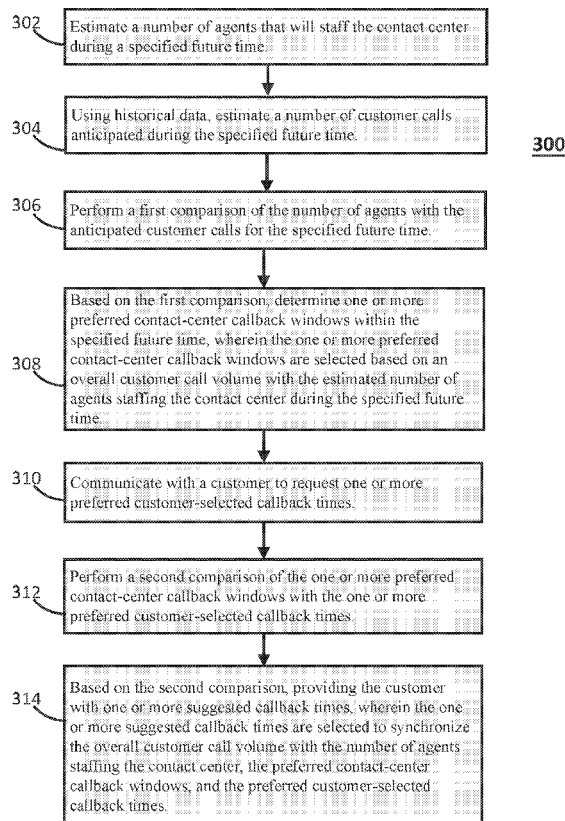 302
Estimate a number of agents that will staff the contact center
during a specified future time.
304
Using historical data, estimate a number of customer calls
anticipated during the specified future time.
300
306
Perform a first comparison of the number of agents with the
anticipated customer calls for the specified future time.
308
Based on the first comparison, determine one or more
preferred contact-center callback windows within the
specified future time, wherein the one or more preferred
contact-center callback windows are selected based on an
overall customer call volume with the estimated number of
agents staffing the contact center during the specified future
time.
310
Communicate with a customer to request one or more
preferred customer-selected callback times.
312
Perform a second comparison of the one or more preferred
contact-center callback windows with the one or more
preferred customer-selected callback times.
314
Based on the second comparison, providing the customer
with one or more suggested callback times, wherein the one
or more suggested callback times are selected to synchronize
the overall customer call volume with the number of agents
staffing the contact center, the preferred contact-center
callback windows, and the preferred customer-selected
callback times.